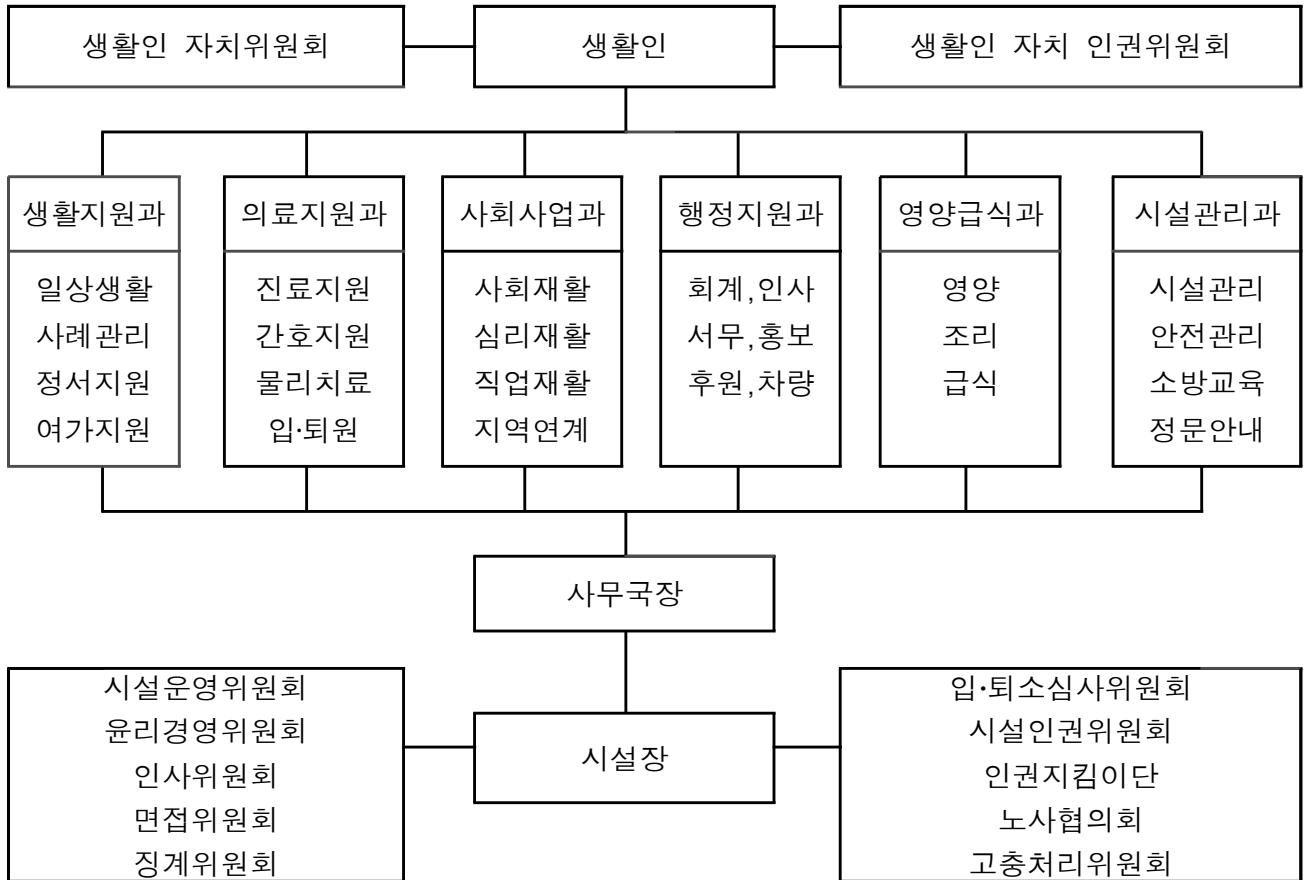 생활인 자치위원회
생활인
생활인 자치 인권위원회
생활지원과
일상생활
사례관리
정서지원
여가지원
의료지원과
진료지원
간호지원
물리치료
입·퇴원
사회사업과
사회재활
심리재활
직업재활
지역연계
행정지원과
회계,인사
서무,홍보
후원,차량
영양급식과
영양
조리
급식
시설관리과
시설관리
안전관리
소방교육
정문안내
사무국장
시설운영위원회
윤리경영위원회
인사위원회
면접위원회
징계위원회
시설장
입·퇴소심사위원회
시설인권위원회
인권지킴이단
노사협의회
고충처리위원회